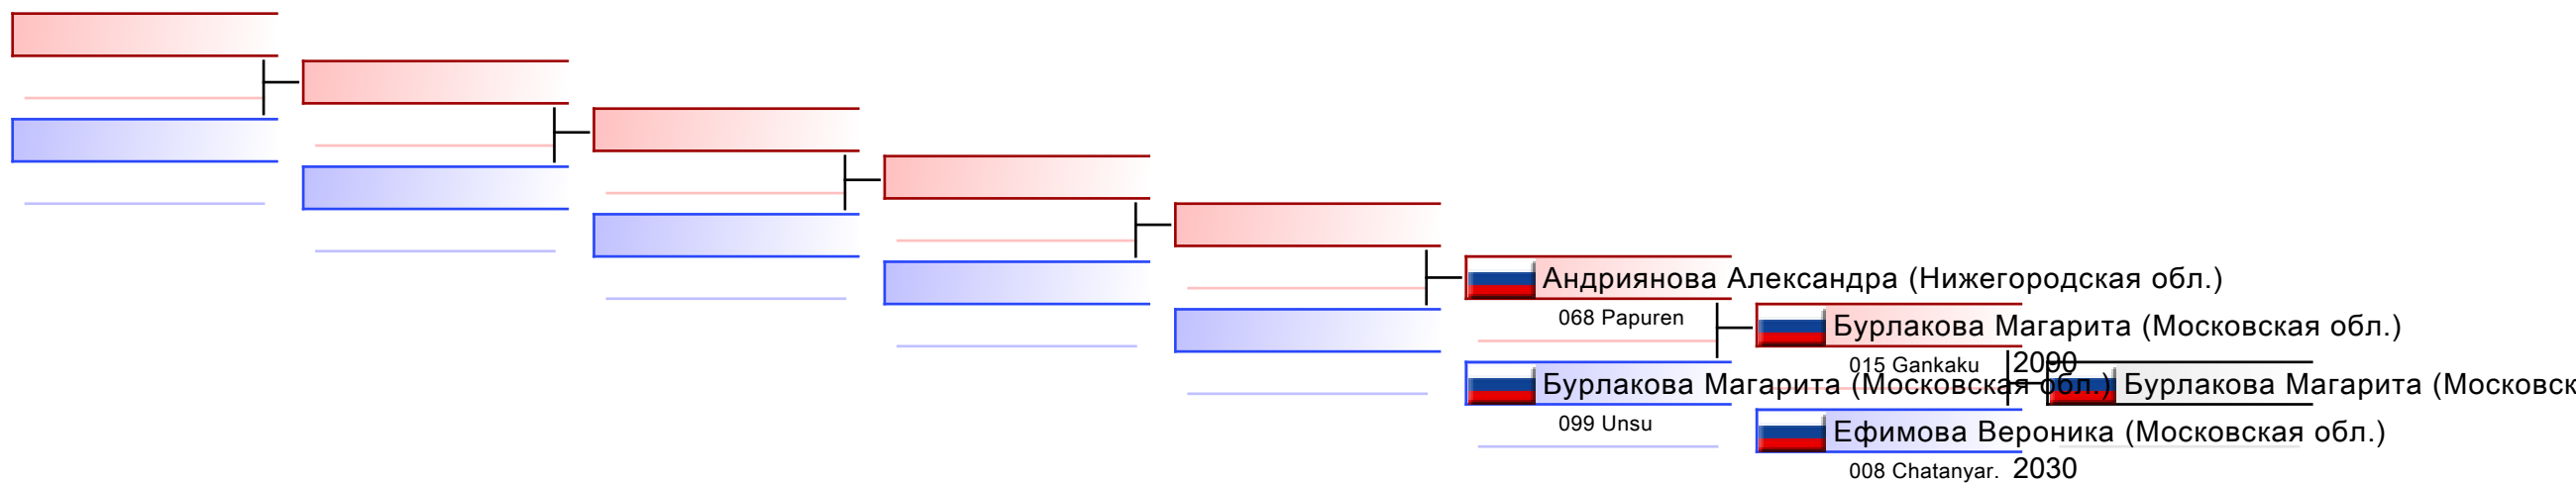 Андриянова Александра (Нижегородская обл.)
068 Papuren
Бурлакова Магарита (Московская обл.)
015 Gankaku 2090
Бурлакова Магарита (Московская обл.)
Бурлакова Магарита (Московск
099 Unsu
Ефимова Вероника (Московская обл.)
008 Chatanyar. 2030